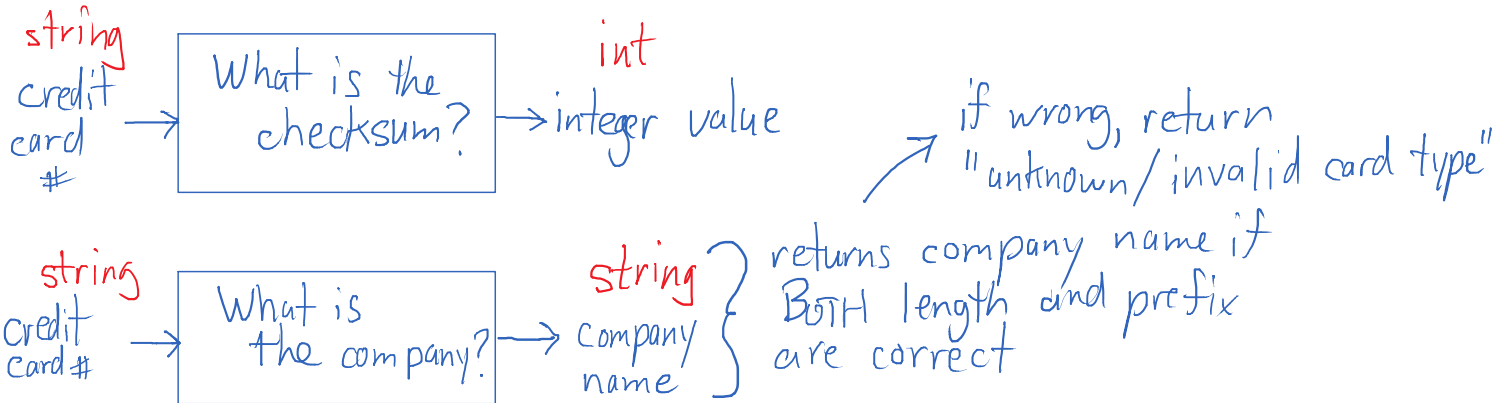 string
credit
card
#
What is the
checksum?
int
integer value
string
credit
card #
What is
the company?
string
company
name
returns company name if
BOTH length and prefix
are correct
if wrong, return
"unknown/invalid card type"